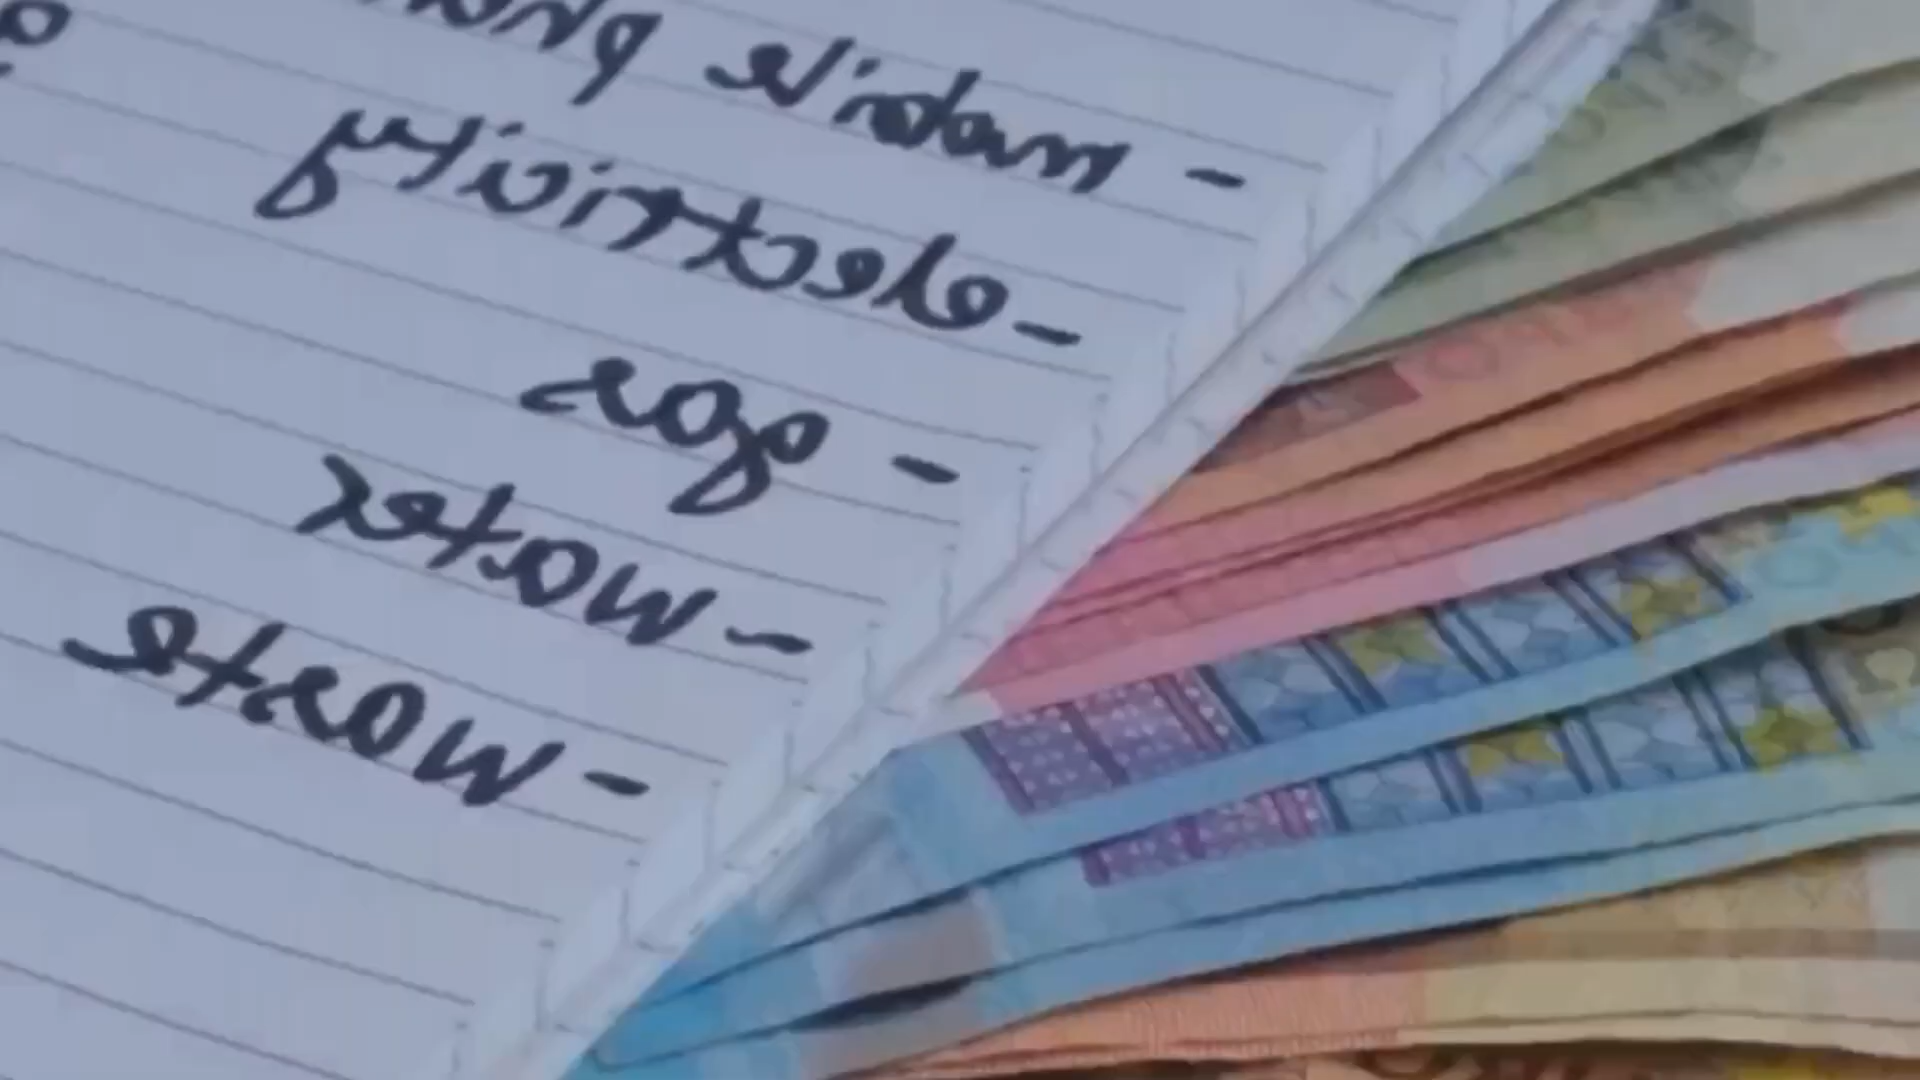 - mobile phone
- electricity
- gas
- water
- waste